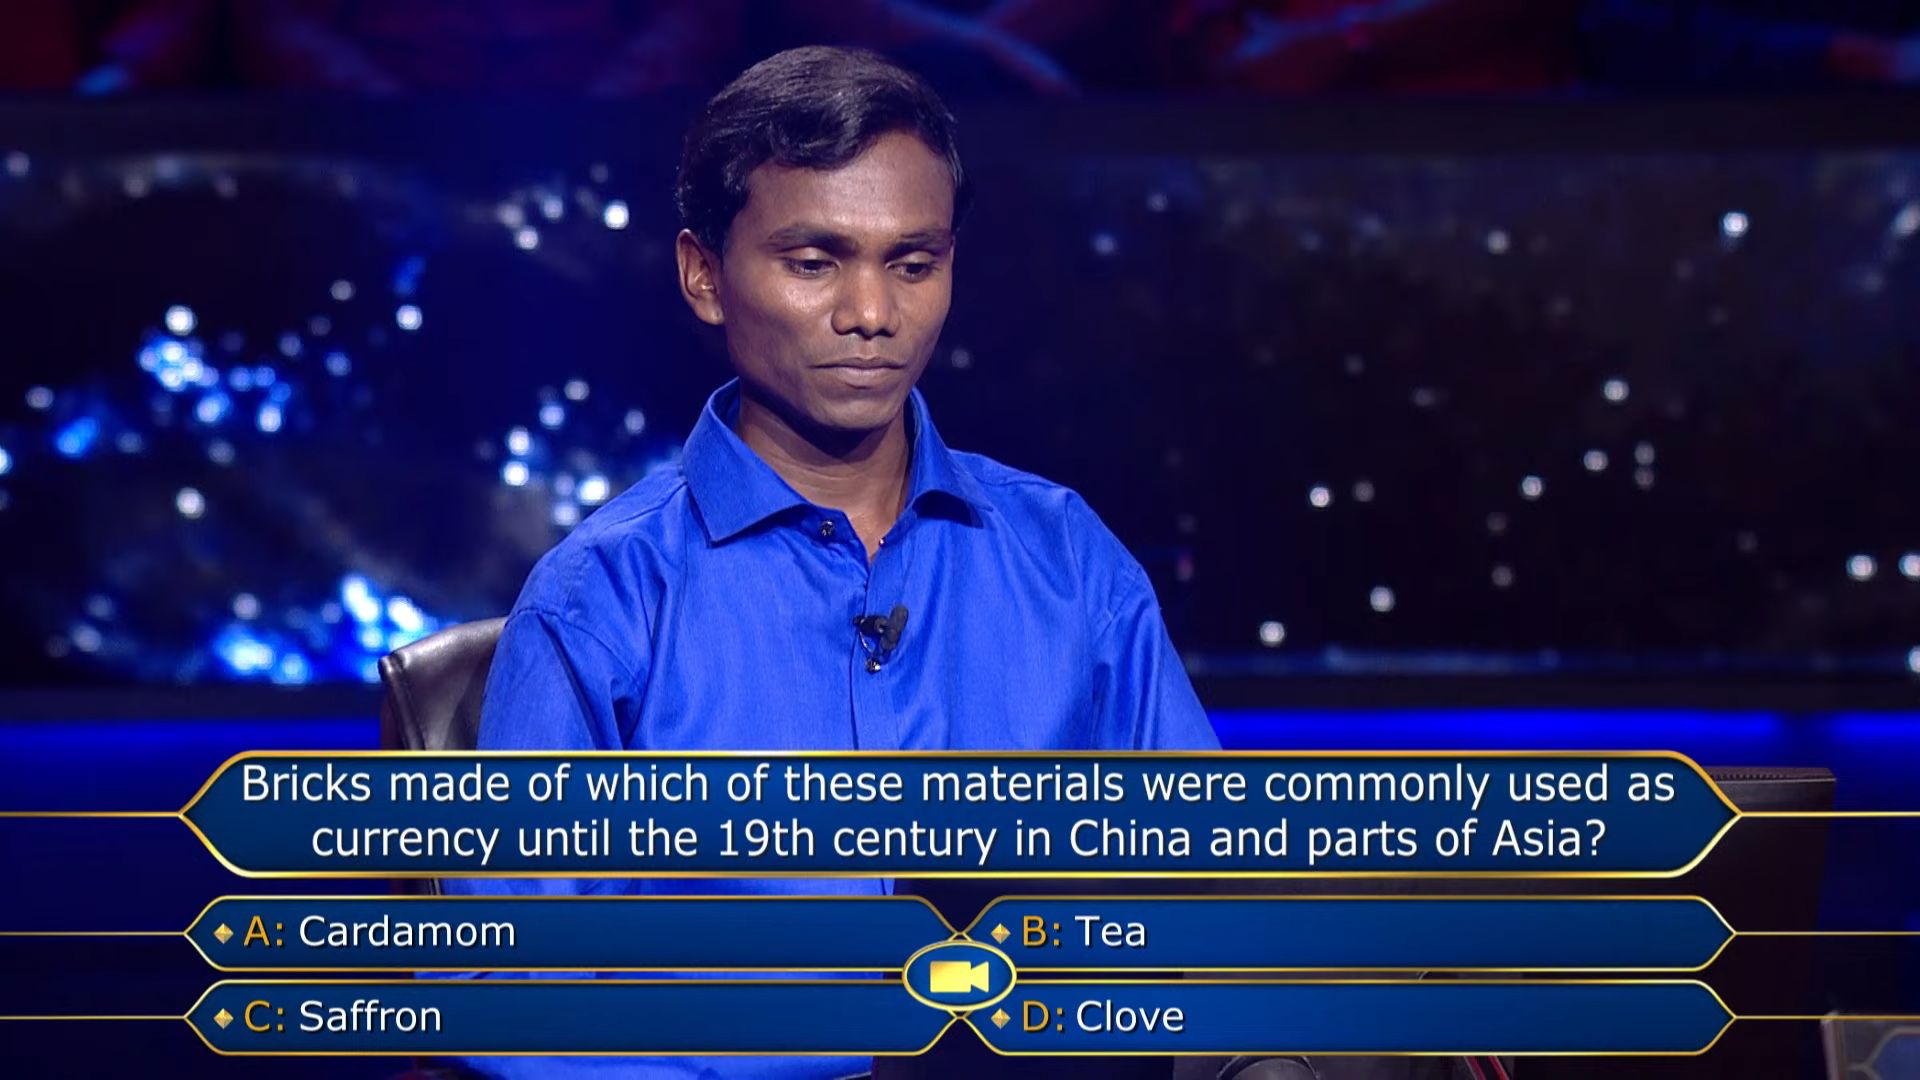 Bricks made of which of these materials were commonly used as
currency until the 19th century in China and parts of Asia?
A: Cardamom
B: Tea
C: Saffron
D: Clove